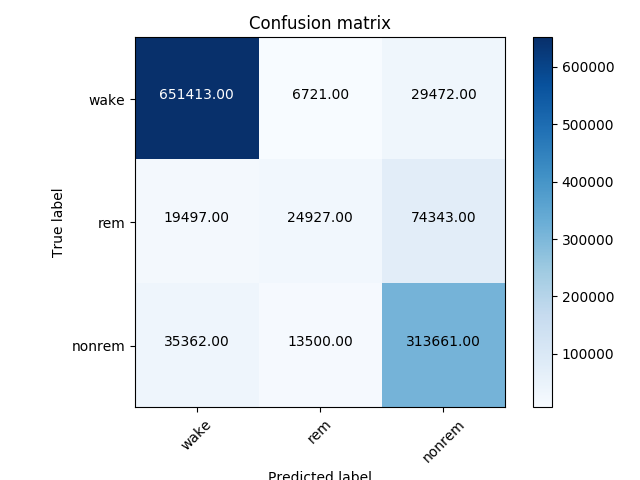 Confusion matrix
wake 651413.00 6721.00 29472.00
rem 19497.00 24927.00 74343.00
nonrem 35362.00 13500.00 313661.00
wake rem nonrem
True label
Predicted label
600000
500000
400000
300000
200000
100000